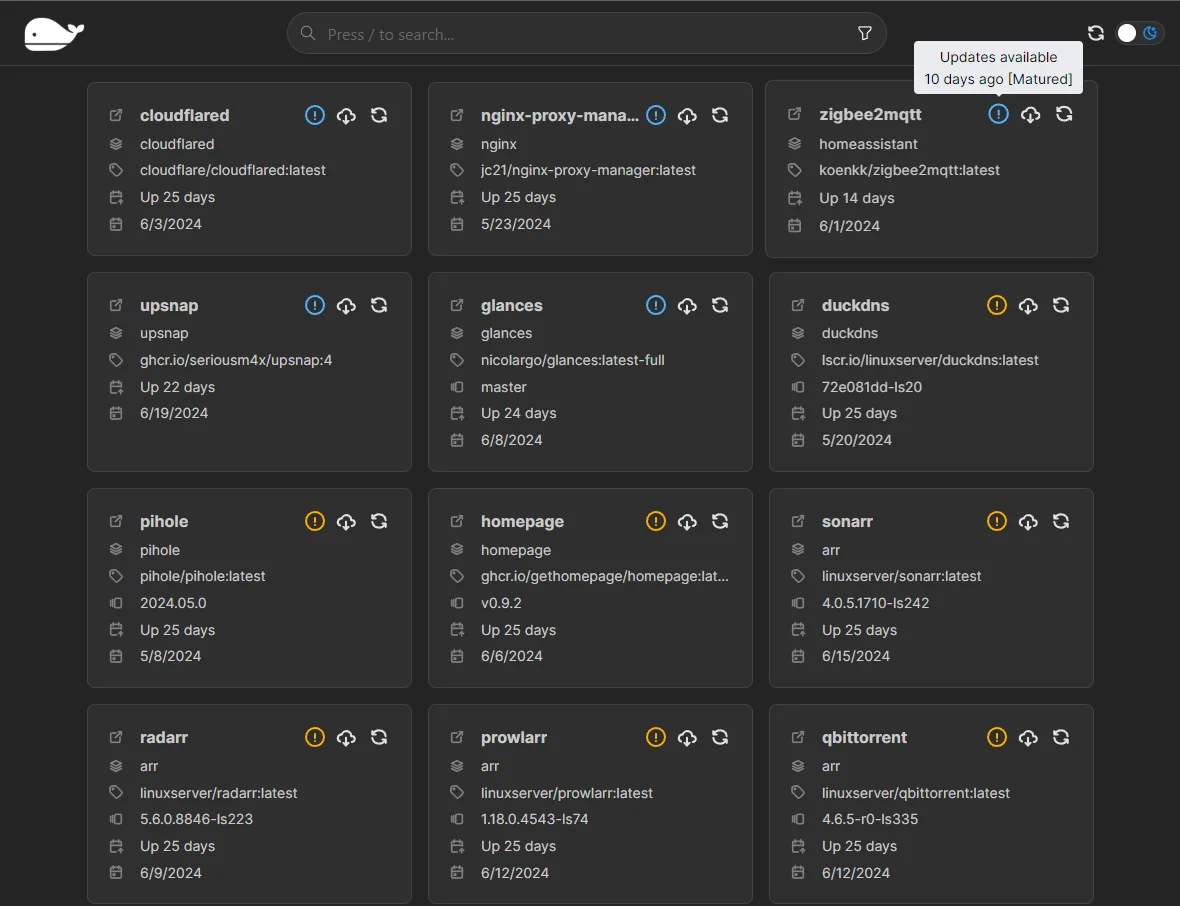 Press / to search...
Updates available
10 days ago [Matured]
cloudflared
cloudflared
cloudflare/cloudflared:latest
Up 25 days
6/3/2024
nginx-proxy-mana...
nginx
jc21/nginx-proxy-manager:latest
Up 25 days
5/23/2024
zigbee2mqtt
homeassistant
koenkk/zigbee2mqtt:latest
Up 14 days
6/1/2024
upsnap
upsnap
ghcr.io/seriousm4x/upsnap:4
Up 22 days
6/19/2024
glances
glances
nicolargo/glances:latest-full
master
Up 24 days
6/8/2024
duckdns
duckdns
lscr.io/linuxserver/duckdns:latest
72e081dd-ls20
Up 25 days
5/20/2024
pihole
pihole
pihole/pihole:latest
2024.05.0
Up 25 days
5/8/2024
homepage
homepage
ghcr.io/gethomepage/homepage:lat...
v0.9.2
Up 25 days
6/6/2024
sonarr
arr
linuxserver/sonarr:latest
4.0.5.1710-ls242
Up 25 days
6/15/2024
radarr
arr
linuxserver/radarr:latest
5.6.0.8846-ls223
Up 25 days
6/9/2024
prowlarr
arr
linuxserver/prowlarr:latest
1.18.0.4543-ls74
Up 25 days
6/12/2024
qbittorrent
arr
linuxserver/qbittorrent:latest
4.6.5-r0-ls335
Up 25 days
6/12/2024